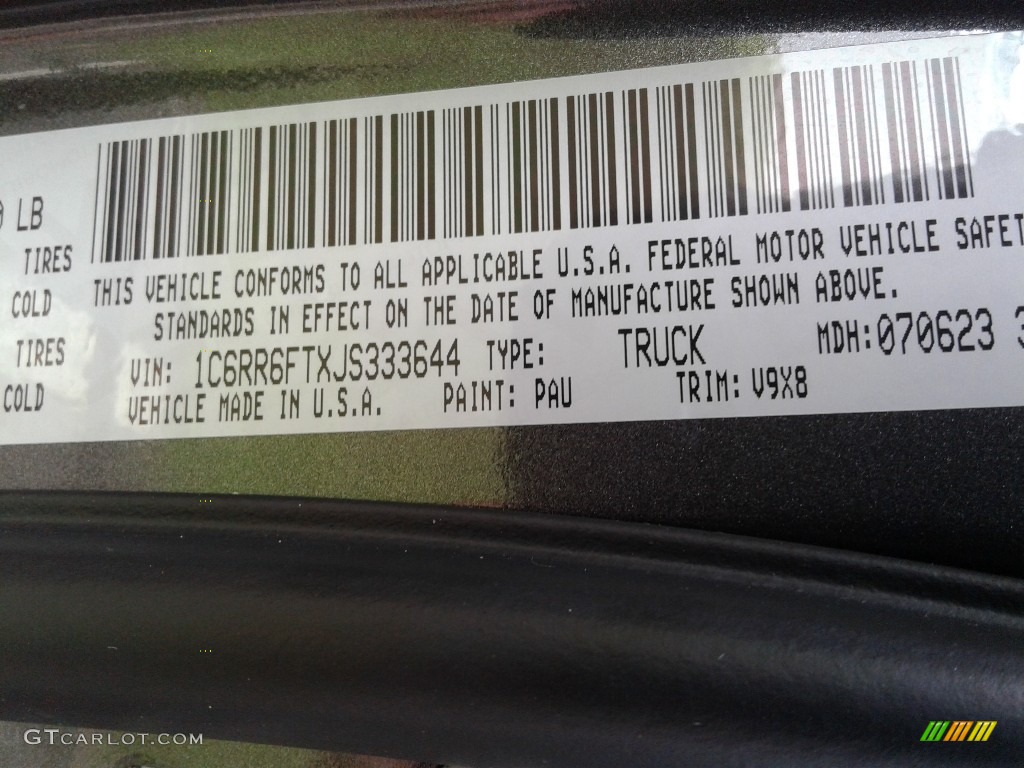 LB
TIRES
COLD
TIRES
COLD
THIS VEHICLE CONFORMS TO ALL APPLICABLE U.S.A. FEDERAL MOTOR VEHICLE SAFET
STANDARDS IN EFFECT ON THE DATE OF MANUFACTURE SHOWN ABOVE.
VIN: 1C6RR6FTXJS333644 TYPE: TRUCK MDH:070623 3
VEHICLE MADE IN U.S.A. PAINT: PAU TRIM: V9X8
GTCARLOT.COM